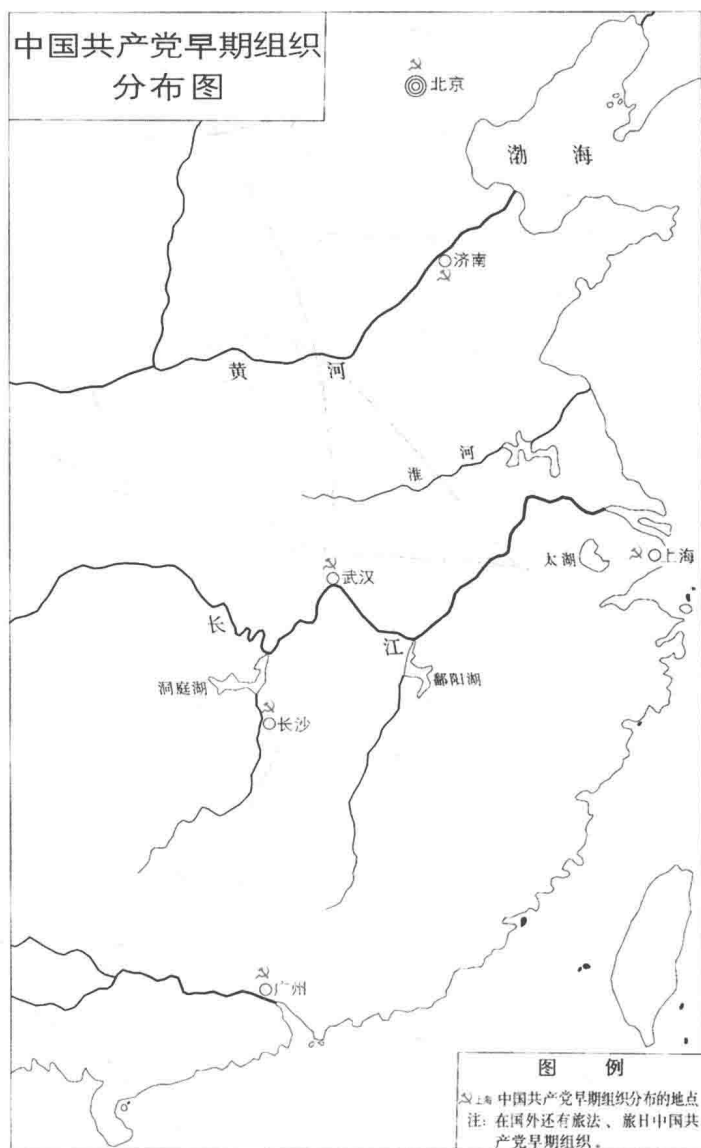 中国共产党早期组织
分布图
北京
渤海
济南
黄河
淮河
太湖
上海
武汉
长江
洞庭湖
鄱阳湖
长沙
广州
图例
上海 中国共产党早期组织分布的地点
注：在国外还有旅法、旅日中国共
产党早期组织。